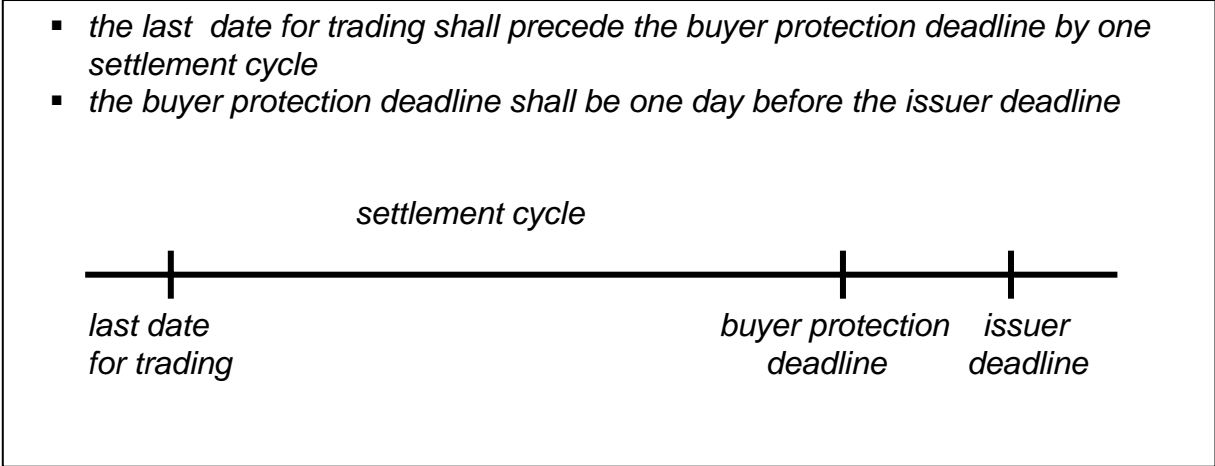 ▪ the last  date for trading shall precede the buyer protection deadline by one
settlement cycle
▪ the buyer protection deadline shall be one day before the issuer deadline
settlement cycle
last date
for trading
buyer protection
deadline
issuer
deadline